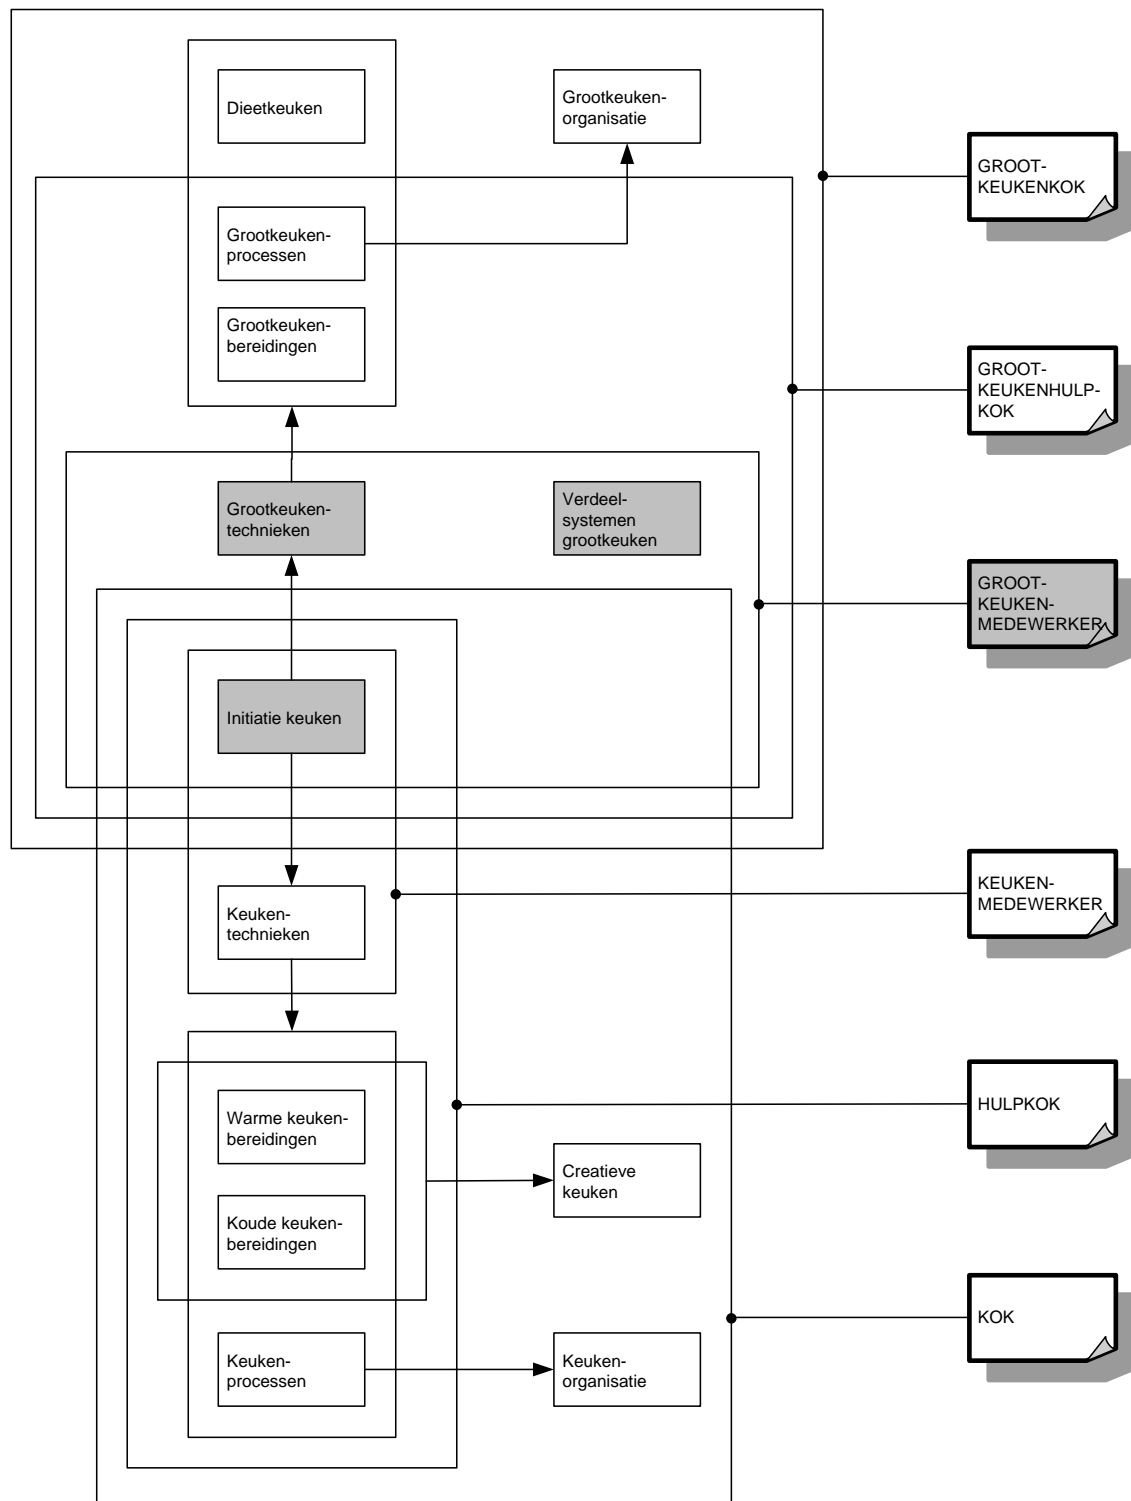 Dieetkeuken
Grootkeuken-
organisatie
GROOT-
KEUKENKOK
Grootkeuken-
processen
Grootkeuken-
bereidingen
GROOT-
KEUKENHULP-
KOK
Grootkeuken-
technieken
Verdeel-
systemen
grootkeuken
GROOT-
KEUKEN-
MEDEWERKER
Initiatie keuken
Keuken-
technieken
KEUKEN-
MEDEWERKER
Warme keuken-
bereidingen
HULPKOK
Creatieve
keuken
Koude keuken-
bereidingen
KOK
Keuken-
processen
Keuken-
organisatie